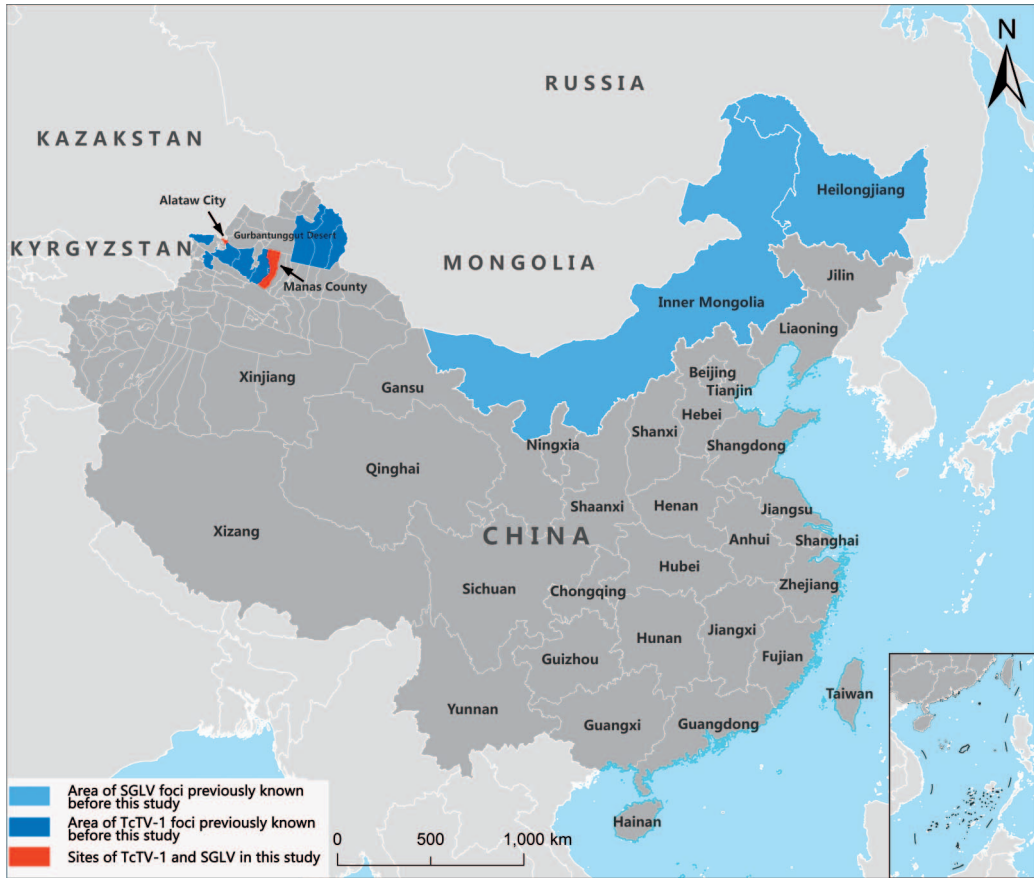 N
RUSSIA
KAZAKSTAN
Alataw City
Heilongjiang
KYRGYZSTAN
Gurbantunggut Desert
MONGOLIA
Jilin
Manas County
Inner Mongolia
Liaoning
Beijing
Xinjiang
Gansu
Tianjin
Hebei
Ningxia
Shanxi
Shangdong
Qinghai
Shaanxi
Henan
Jiangsu
Xizang
CHINA
Anhui
Shanghai
Hubei
Sichuan
Chongqing
Zhejiang
Hunan
Jiangxi
Guizhou
Fujian
Taiwan
Yunnan
Guangxi
Guangdong
Hainan
Area of SGLV foci previously known
before this study
Area of TcTV-1 foci previously known
before this study
Sites of TcTV-1 and SGLV in this study
0 500 1,000 km